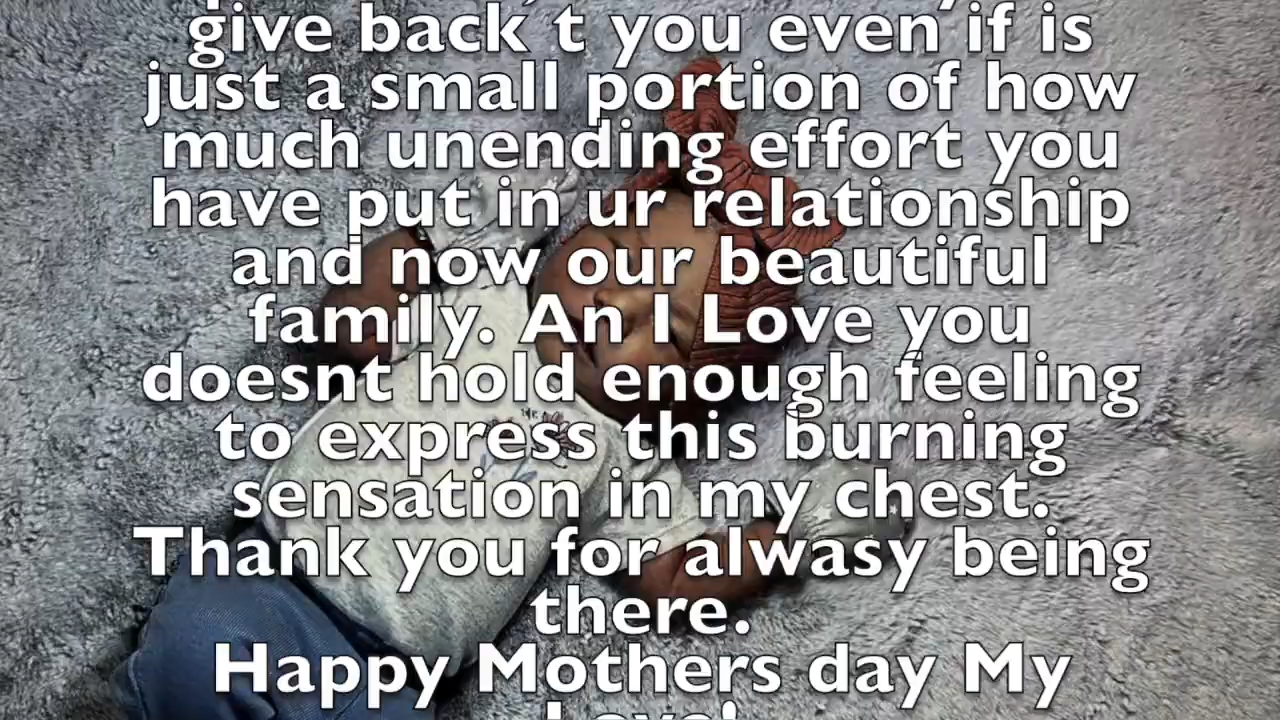 give back t you even if is
just a small portion of how
much unending effort you
have put in ur relationship
and now our beautiful
family. An I Love you
doesnt hold enough feeling
to express this burning
sensation in my chest.
Thank you for alwasy being
there.
Happy Mothers day My
Love!